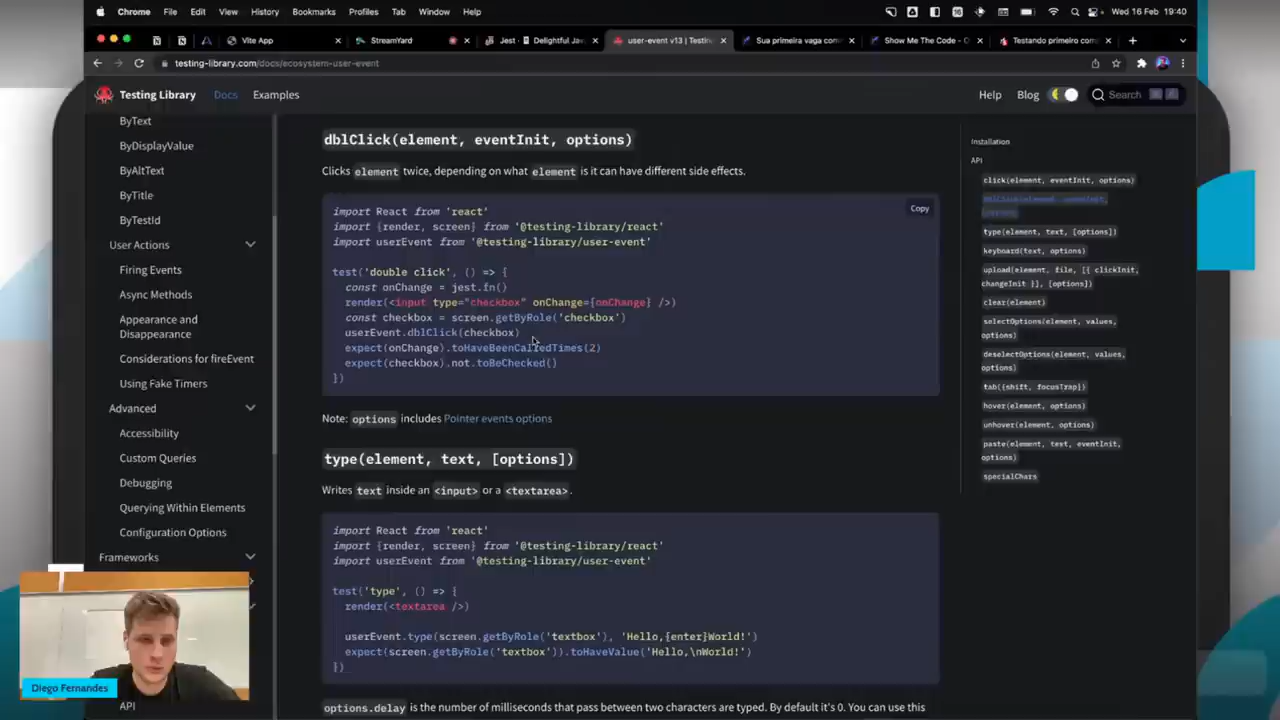 Chrome File Edit View History Bookmarks Profiles Tab Window Help
16 Wed 16 Feb 19:40
Vite App
StreamYard
Jest · Delightful Jav
user-event v13 | Testin
Sua primeira vaga com
Show Me The Code - C
Testando primeiro com
testing-library.com/docs/ecosystem-user-event
Testing Library Docs Examples
Help Blog Search
ByText
ByDisplayValue
ByAltText
ByTitle
ByTestId
User Actions
Firing Events
Async Methods
Appearance and
Disappearance
Considerations for fireEvent
Using Fake Timers
Advanced
Accessibility
Custom Queries
Debugging
Querying Within Elements
Configuration Options
Frameworks
API
dblClick(element, eventInit, options)
Clicks element twice, depending on what element is it can have different side effects.
Copy
import React from 'react'
import {render, screen} from '@testing-library/react'
import userEvent from '@testing-library/user-event'
test('double click', () => {
const onChange = jest.fn()
render(<input type="checkbox" onChange={onChange} />)
const checkbox = screen.getByRole('checkbox')
userEvent.dblClick(checkbox)
expect(onChange).toHaveBeenCalledTimes(2)
expect(checkbox).not.toBeChecked()
})
Note: options includes Pointer events options
type(element, text, [options])
Writes text inside an <input> or a <textarea>.
import React from 'react'
import {render, screen} from '@testing-library/react'
import userEvent from '@testing-library/user-event'
test('type', () => {
render(<textarea />)
userEvent.type(screen.getByRole('textbox'), 'Hello,{enter}World!')
expect(screen.getByRole('textbox')).toHaveValue('Hello,\nWorld!')
})
options.delay is the number of milliseconds that pass between two characters are typed. By default it's 0. You can use this
Installation
API
click(element, eventInit, options)
dblClick(element, eventInit,
options)
type(element, text, [options])
keyboard(text, options)
upload(element, file, [{ clickInit,
changeInit }], [options])
clear(element)
selectOptions(element, values,
options)
deselectOptions(element, values,
options)
tab({shift, focusTrap})
hover(element, options)
unhover(element, options)
paste(element, text, eventInit,
options)
specialChars
Diego Fernandes